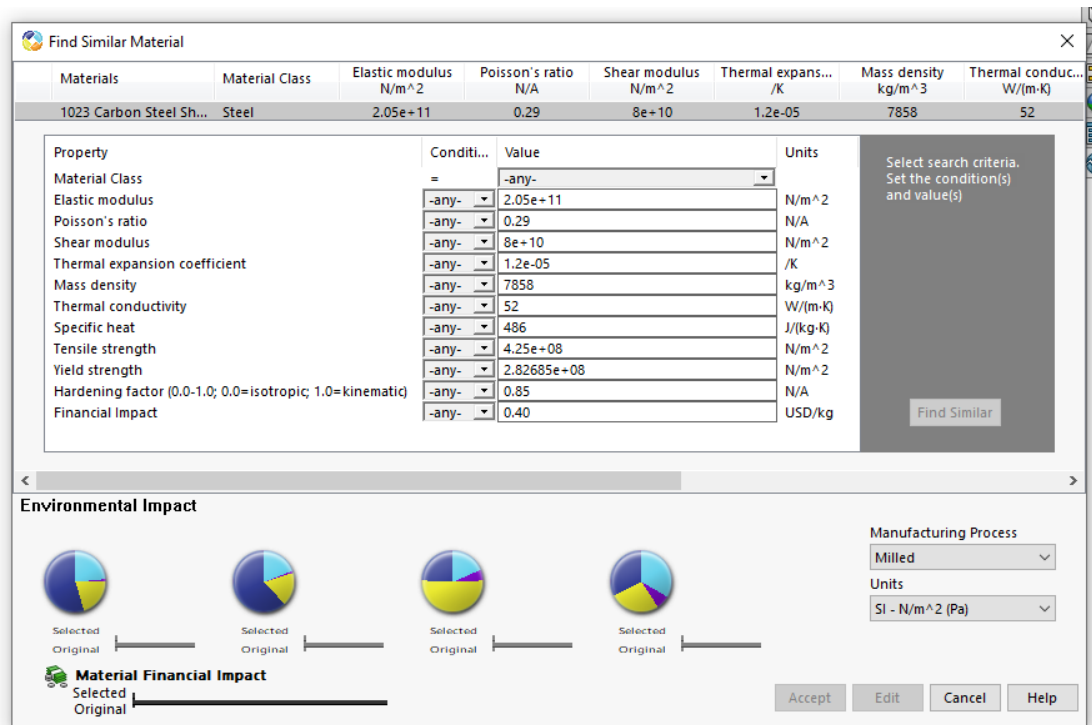 Find Similar Material
Materials Material Class Elastic modulus N/m^2 Poisson's ratio N/A Shear modulus N/m^2 Thermal expans... /K Mass density kg/m^3 Thermal conduc... W/(m·K)
1023 Carbon Steel Sh... Steel 2.05e+11 0.29 8e+10 1.2e-05 7858 52
Property Conditi... Value Units
Material Class = -any-
Elastic modulus -any- 2.05e+11 N/m^2
Poisson's ratio -any- 0.29 N/A
Shear modulus -any- 8e+10 N/m^2
Thermal expansion coefficient -any- 1.2e-05 /K
Mass density -any- 7858 kg/m^3
Thermal conductivity -any- 52 W/(m·K)
Specific heat -any- 486 J/(kg·K)
Tensile strength -any- 4.25e+08 N/m^2
Yield strength -any- 2.82685e+08 N/m^2
Hardening factor (0.0-1.0; 0.0=isotropic; 1.0=kinematic) -any- 0.85 N/A
Financial Impact -any- 0.40 USD/kg
Select search criteria.
Set the condition(s)
and value(s)
Find Similar
Environmental Impact
Selected Selected Selected Selected
Original Original Original Original
Manufacturing Process
Milled
Units
SI - N/m^2 (Pa)
Material Financial Impact
Selected
Original
Accept Edit Cancel Help